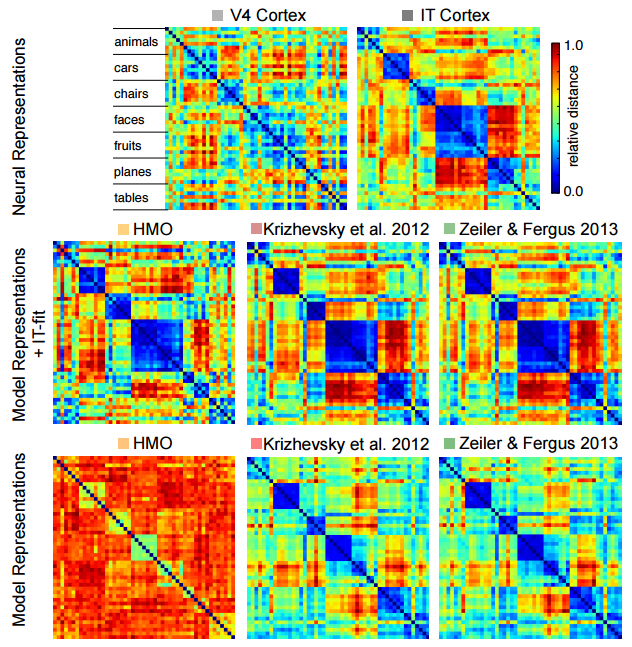 V4 Cortex
IT Cortex
Neural Representations
animals
cars
chairs
faces
fruits
planes
tables
1.0
relative distance
0.0
Model Representations
+ IT-fit
HMO
Krizhevsky et al. 2012
Zeiler & Fergus 2013
Model Representations
HMO
Krizhevsky et al. 2012
Zeiler & Fergus 2013